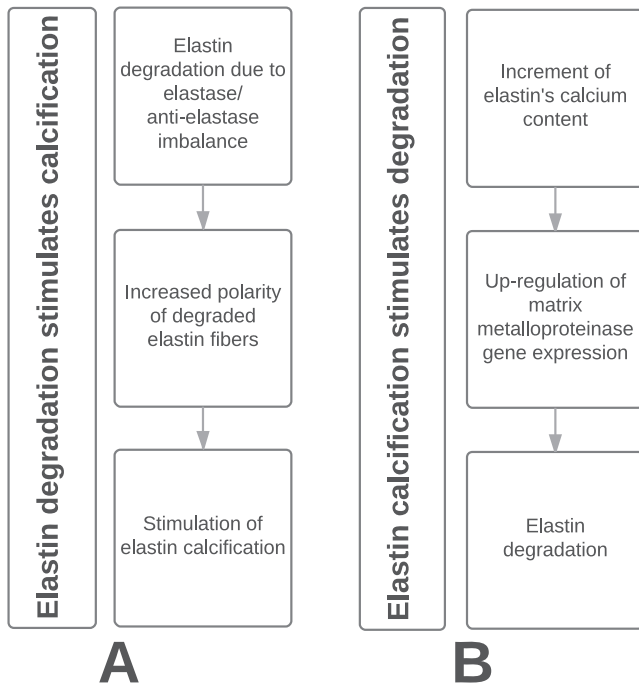 Elastin degradation stimulates calcification
Elastin
degradation due to
elastase/
anti-elastase
imbalance
Increased polarity
of degraded
elastin fibers
Stimulation of
elastin calcification
A
Elastin calcification stimulates degradation
Increment of
elastin's calcium
content
Up-regulation of
matrix
metalloproteinase
gene expression
Elastin
degradation
B